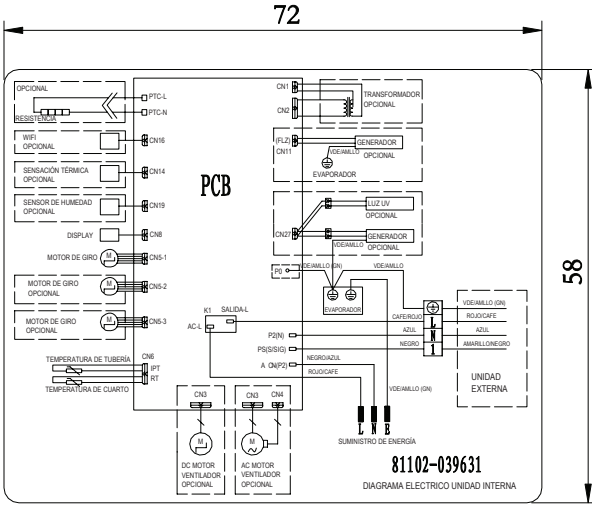 72
58
OPCIONAL
RESISTENCIA
PTC-L
PTC-N
WIFI
OPCIONAL
CN16
SENSACIÓN TÉRMICA
OPCIONAL
CN14
SENSOR DE HUMEDAD
OPCIONAL
CN19
DISPLAY
CN8
MOTOR DE GIRO
M
CN5-1
MOTOR DE GIRO
OPCIONAL
M
CN5-2
MOTOR DE GIRO
OPCIONAL
M
CN5-3
TEMPERATURA DE TUBERÍA
CN6
IPT
RT
TEMPERATURA DE CUARTO
PCB
CN1
CN2
TRANSFORMADOR
OPCIONAL
(FLZ)
CN11
GENERADOR
OPCIONAL
VDE/AMLLO
EVAPORADOR
CN27
LUZ UV
OPCIONAL
GENERADOR
OPCIONAL
VDE/AMLLO
P0
VDE/AMLLO (GN)
VDE/AMLLO
EVAPORADOR
K1
SALIDA-L
AC-L
P2(N)
PS(S/SIG)
A CN(P2)
CAFE/ROJO
AZUL
NEGRO
L
N
1
VDE/AMLLO (GN)
ROJO/CAFE
AZUL
AMARILLO/NEGRO
UNIDAD
EXTERNA
NEGRO/AZUL
ROJO/CAFE
VDE/AMLLO (GN)
L N E
SUMINISTRO DE ENERGÍA
CN3
M
DC MOTOR
VENTILADOR
OPCIONAL
CN3
CN4
M
AC MOTOR
VENTILADOR
OPCIONAL
81102-039631
DIAGRAMA ELECTRICO UNIDAD INTERNA